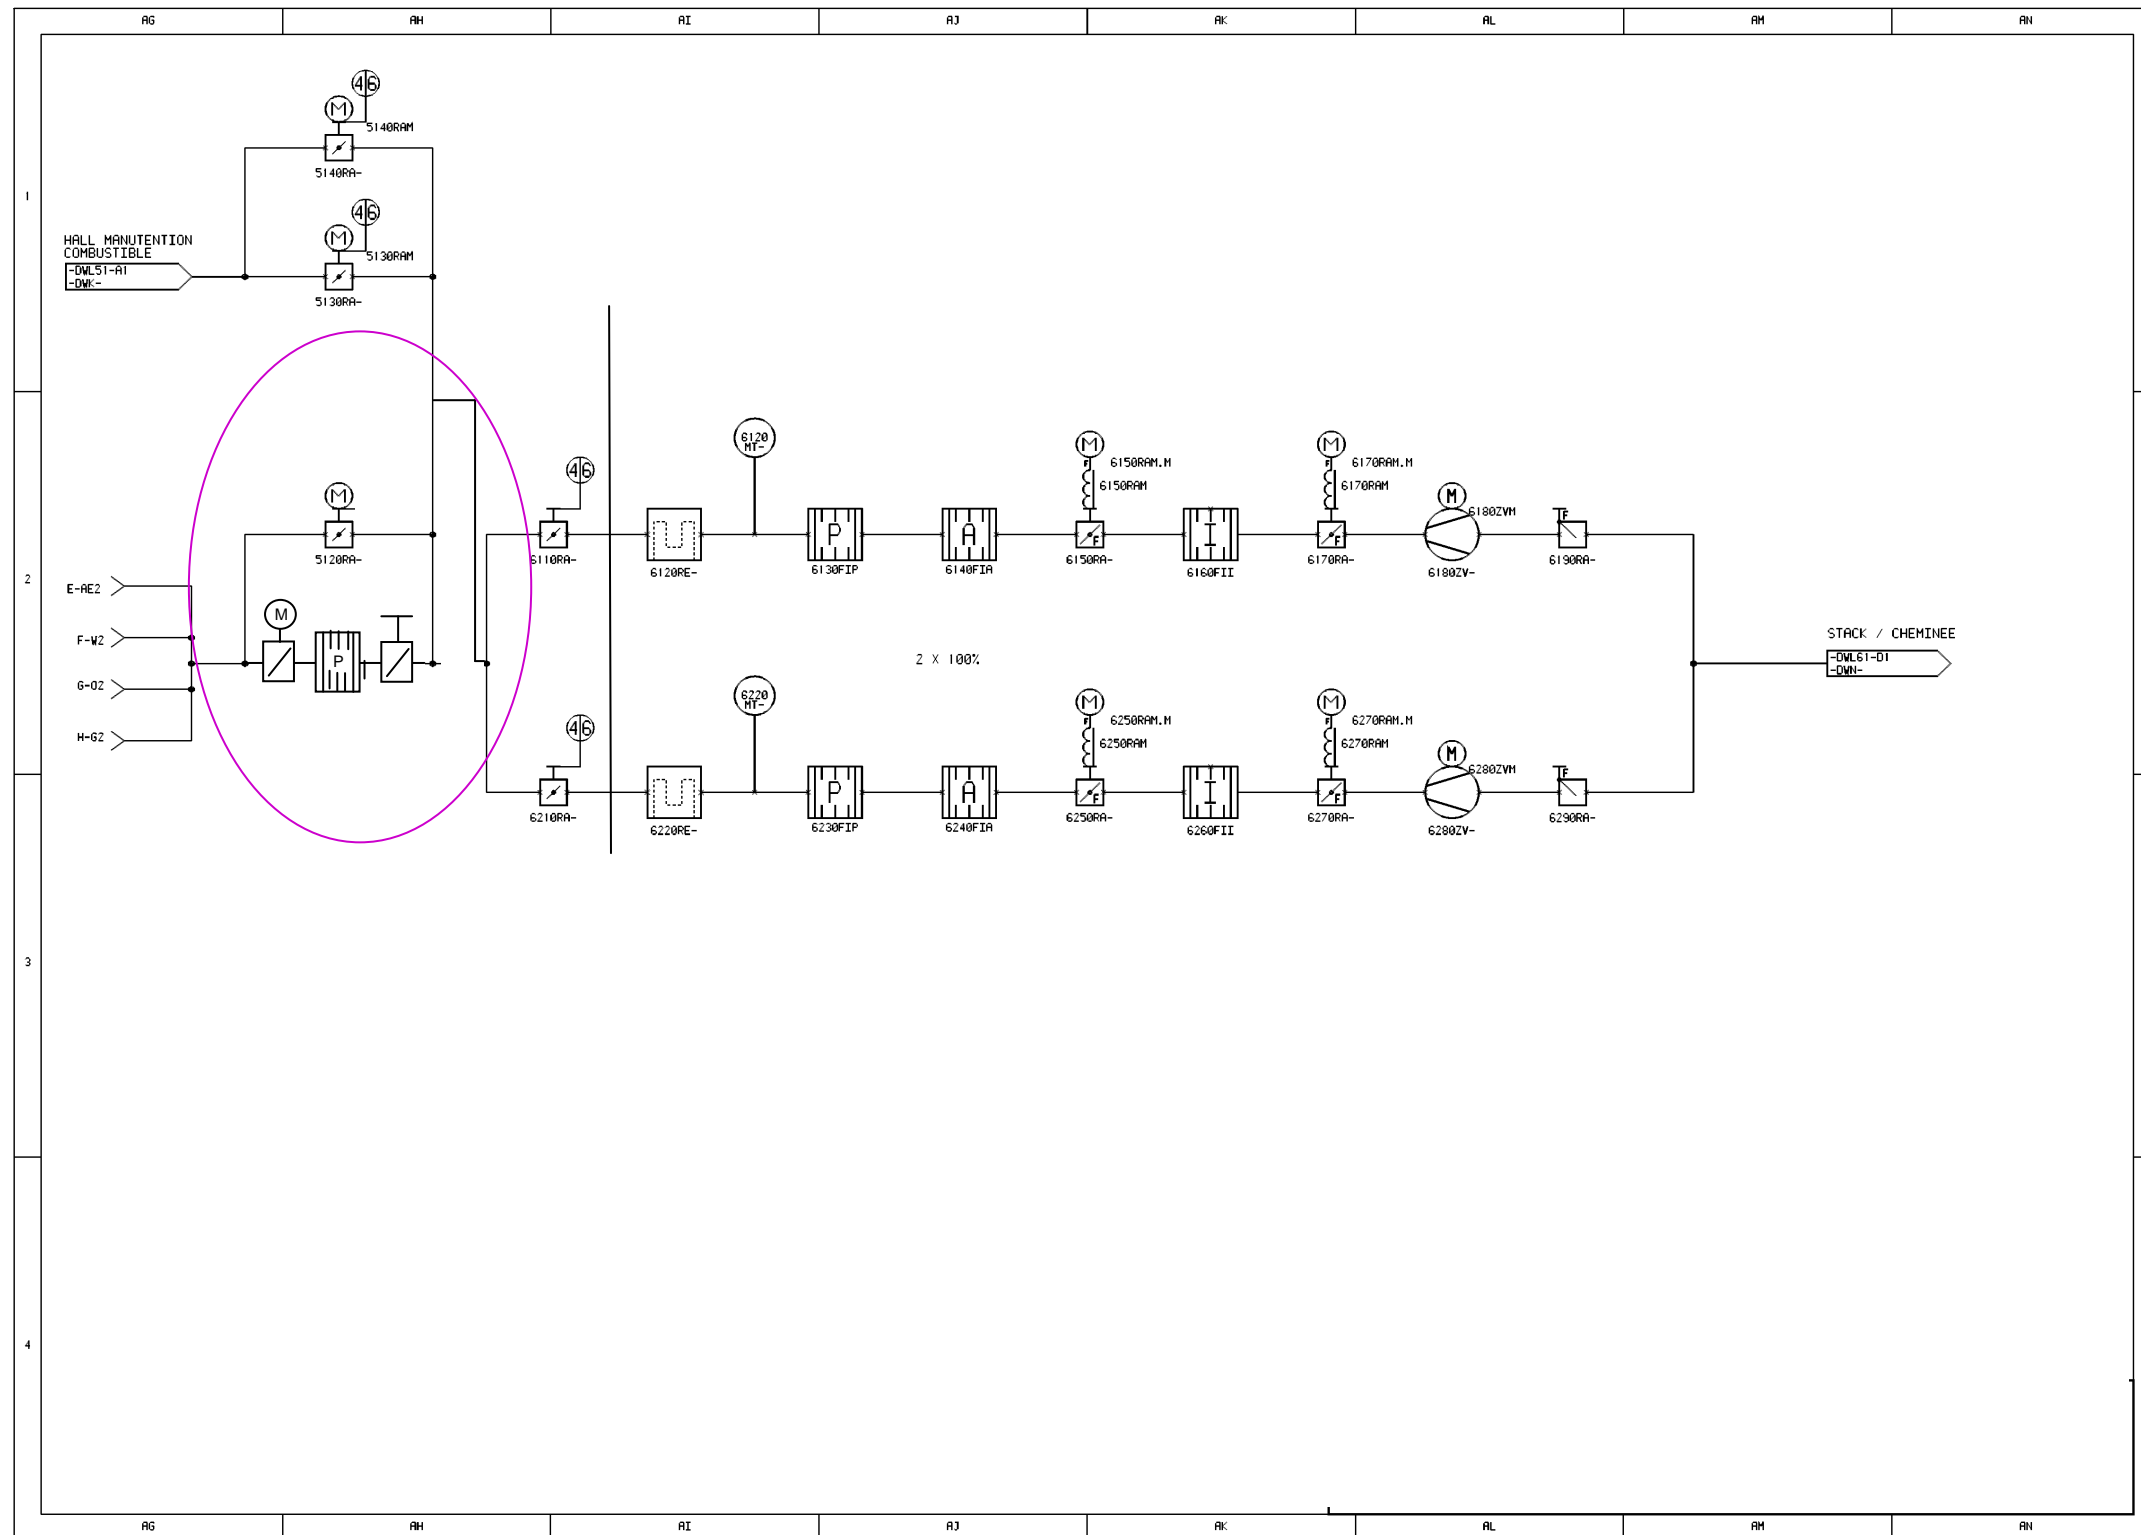 AG AH AI AJ AK AL AM AN
46
M
5140RAM
5140RA-
1
46
M
5130RAM
5130RA-
HALL MANUTENTION
COMBUSTIBLE
-DWL51-A1
-DWK-
6120
MT-
M
F
6150RAM.M
6150RAM
M
F
6170RAM.M
6170RAM
46
M
M
6180ZVM
F
5120RA-
6110RA-
6120RE-
P
6130FIP
A
6140FIA
F
6150RA-
I
6160FII
F
6170RA-
6180ZV-
6190RA-
2
E-AE2
F-W2
G-O2
H-G2
M
P
2 X 100%
STACK / CHEMINEE
-DWL61-D1
-DWN-
6220
MT-
M
F
6250RAM.M
6250RAM
M
F
6270RAM.M
6270RAM
46
M
6280ZVM
F
6210RA-
6220RE-
P
6230FIP
A
6240FIA
F
6250RA-
I
6260FII
F
6270RA-
6280ZV-
6290RA-
3
4
AG AH AI AJ AK AL AM AN